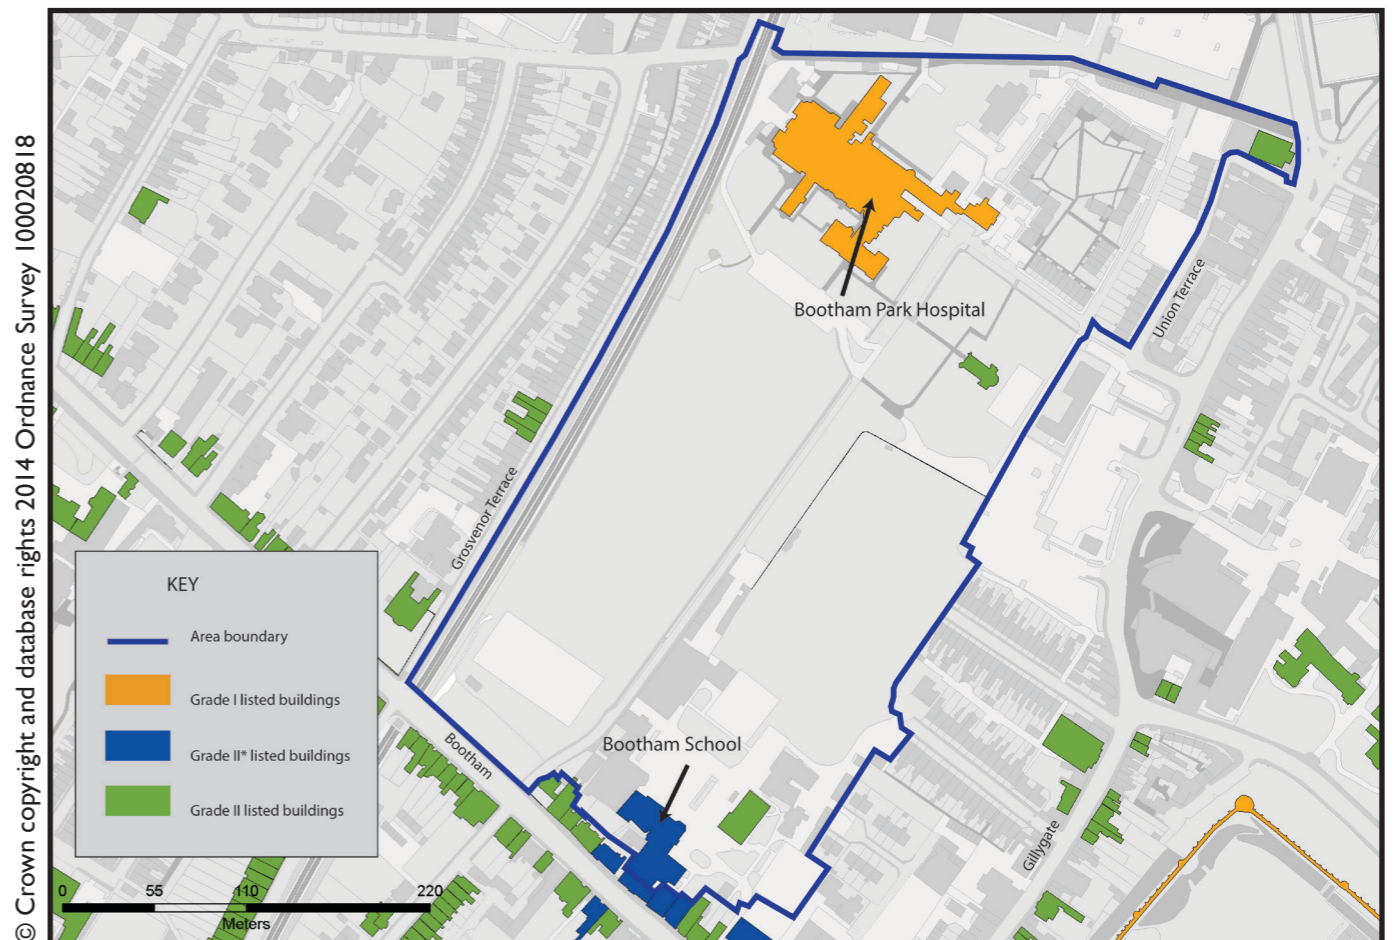 © Crown copyright and database rights 2014 Ordnance Survey 100020818
Bootham Park Hospital
Union Terrace
Grosvenor Terrace
KEY
Area boundary
Grade I listed buildings
Grade II* listed buildings
Grade II listed buildings
Bootham
Bootham School
Gillygate
0 55 110 220
Meters